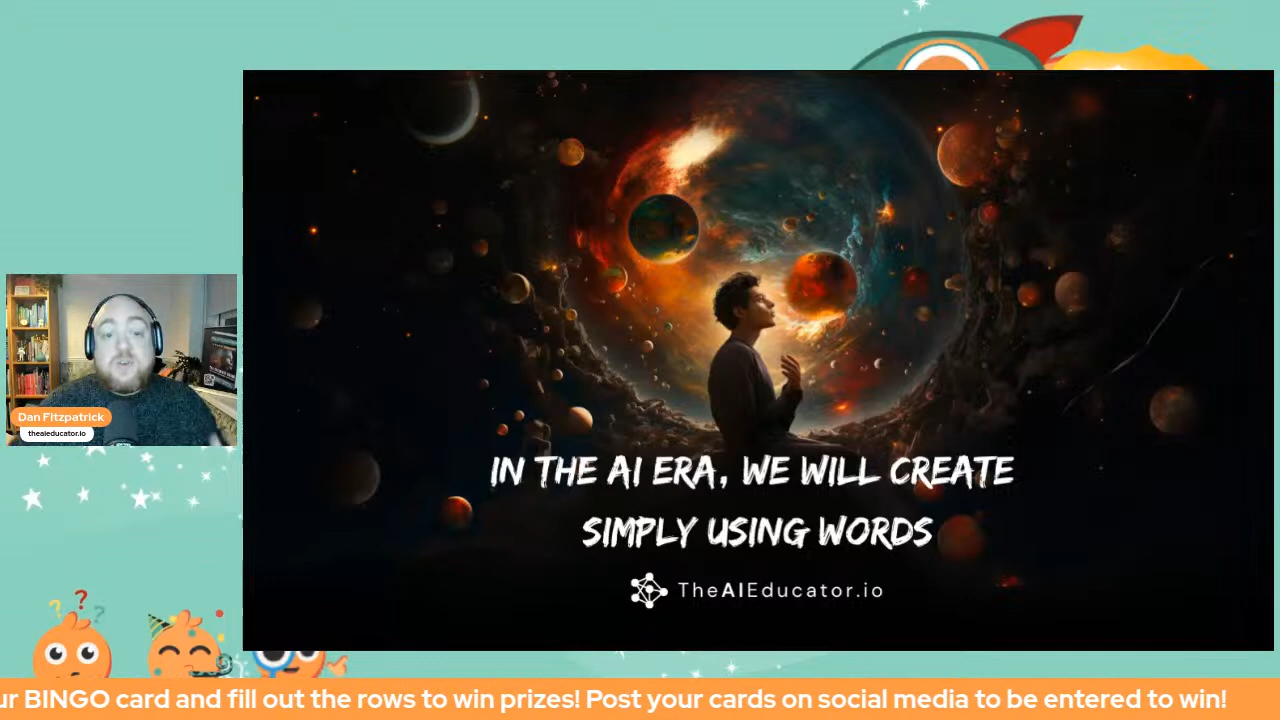 Dan Fitzpatrick
theaieducator.io
IN THE AI ERA, WE WILL CREATE
SIMPLY USING WORDS
TheAIEducator.io
ur BINGO card and fill out the rows to win prizes! Post your cards on social media to be entered to win!